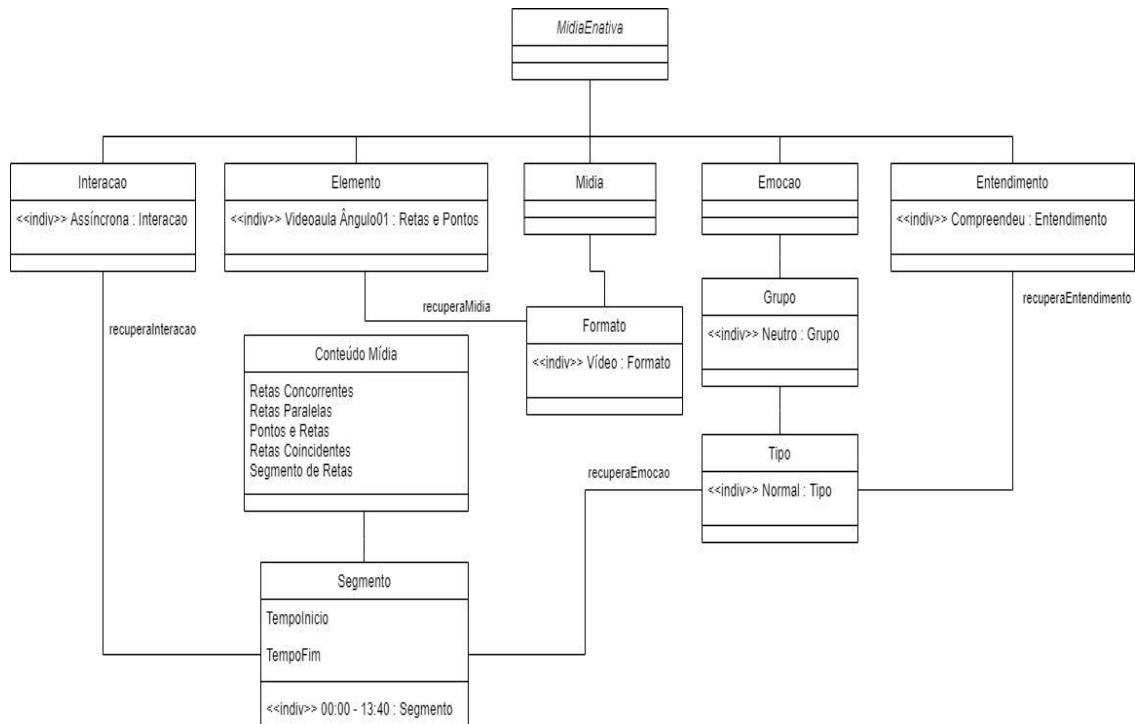 MidiaEnativa
Interacao
<<indiv>> Assíncrona : Interacao
Elemento
<<indiv>> Videoaula Ângulo01 : Retas e Pontos
Midia
Emocao
Entendimento
<<indiv>> Compreendeu : Entendimento
recuperaInteracao
recuperaMidia
recuperaEntendimento
Formato
<<indiv>> Vídeo : Formato
Grupo
<<indiv>> Neutro : Grupo
Conteúdo Mídia
Retas Concorrentes
Retas Paralelas
Pontos e Retas
Retas Coincidentes
Segmento de Retas
Tipo
<<indiv>> Normal : Tipo
recuperaEmocao
Segmento
TempoInicio
TempoFim
<<indiv>> 00:00 - 13:40 : Segmento